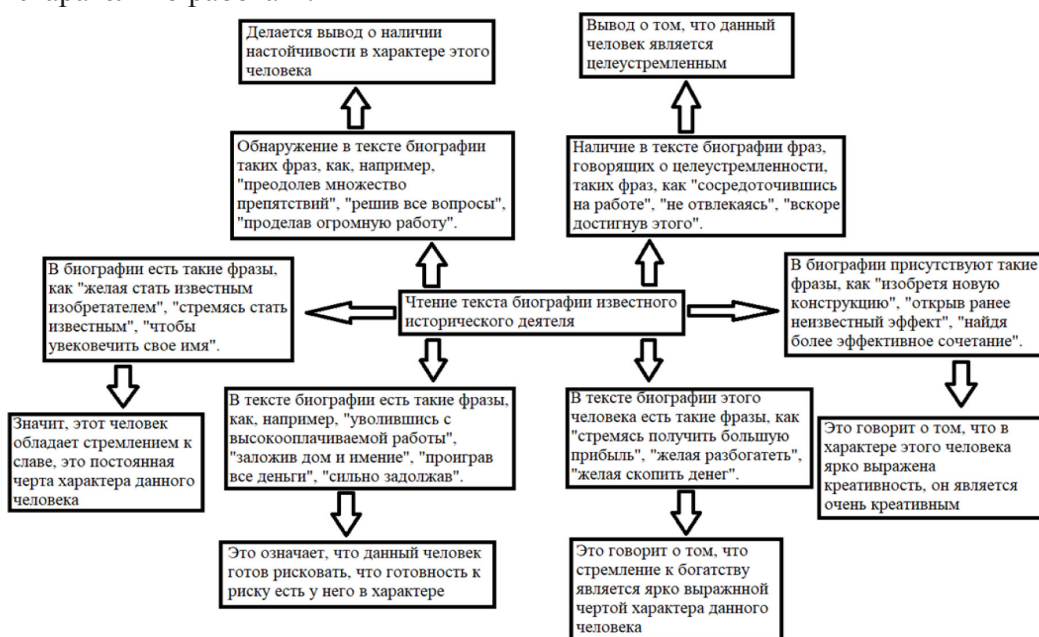 Делается вывод о наличии
настойчивости в характере этого
человека
Вывод о том, что данный
человек является
целеустремленным
Обнаружение в тексте биографии
таких фраз, как, например,
"преодолев множество
препятствий", "решив все вопросы",
"проделав огромную работу".
Наличие в тексте биографии фраз,
говорящих о целеустремленности,
таких фраз, как "сосредоточившись
на работе", "не отвлекаясь", "вскоре
достигнув этого".
В биографии есть такие фразы,
как "желая стать известным
изобретателем", "стремясь стать
известным", "чтобы
увековечить свое имя".
Чтение текста биографии известного
исторического деятеля
В биографии присутствуют такие
фразы, как "изобретя новую
конструкцию", "открыв ранее
неизвестный эффект", "найдя
более эффективное сочетание".
Значит, этот человек
обладает стремлением к
славе, это постоянная
черта характера данного
человека
В тексте биографии есть такие фразы,
как, например, "уволившись с
высокооплачиваемой работы",
"заложив дом и имение", "проиграв
все деньги", "сильно задолжав".
В тексте биографии этого
человека есть такие фразы, как
"стремясь получить большую
прибыль", "желая разбогатеть",
"желая скопить денег".
Это говорит о том, что в
характере этого человека
ярко выражена
креативность, он является
очень креативным
Это означает, что данный человек
готов рисковать, что готовность к
риску есть у него в характере
Это говорит о том, что
стремление к богатству
является ярко выражнной
чертой характера данного
человека